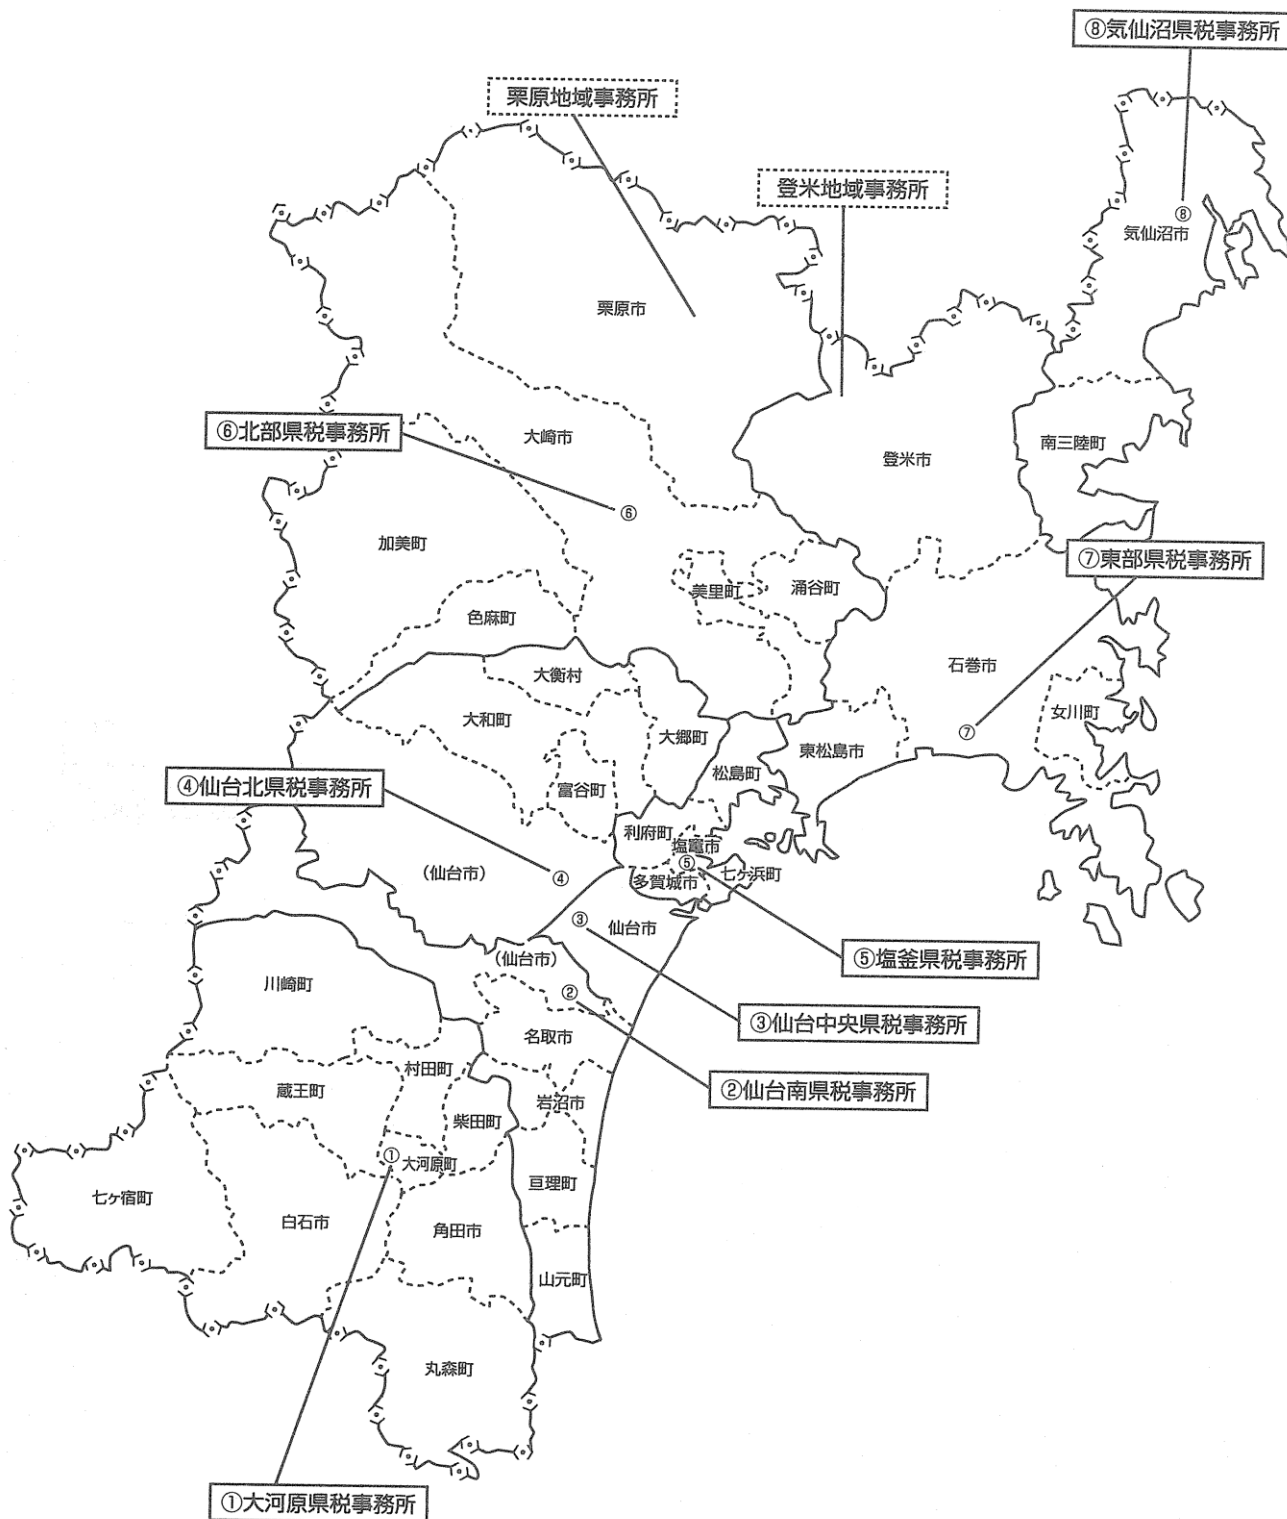 ⑧気仙沼県税事務所
栗原地域事務所
登米地域事務所
⑧
気仙沼市
栗原市
⑥北部県税事務所
大崎市
登米市
南三陸町
⑥
加美町
⑦東部県税事務所
美里町
涌谷町
色麻町
石巻市
大衡村
大和町
女川町
大郷町
⑦
東松島市
松島町
④仙台北県税事務所
富谷町
利府町
塩竈市
⑤
(仙台市)
④
多賀城市
七ヶ浜町
③
仙台市
⑤塩釜県税事務所
(仙台市)
川崎町
②
③仙台中央県税事務所
名取市
村田町
②仙台南県税事務所
蔵王町
岩沼市
柴田町
①
大河原町
亘理町
七ヶ宿町
白石市
角田市
山元町
丸森町
①大河原県税事務所